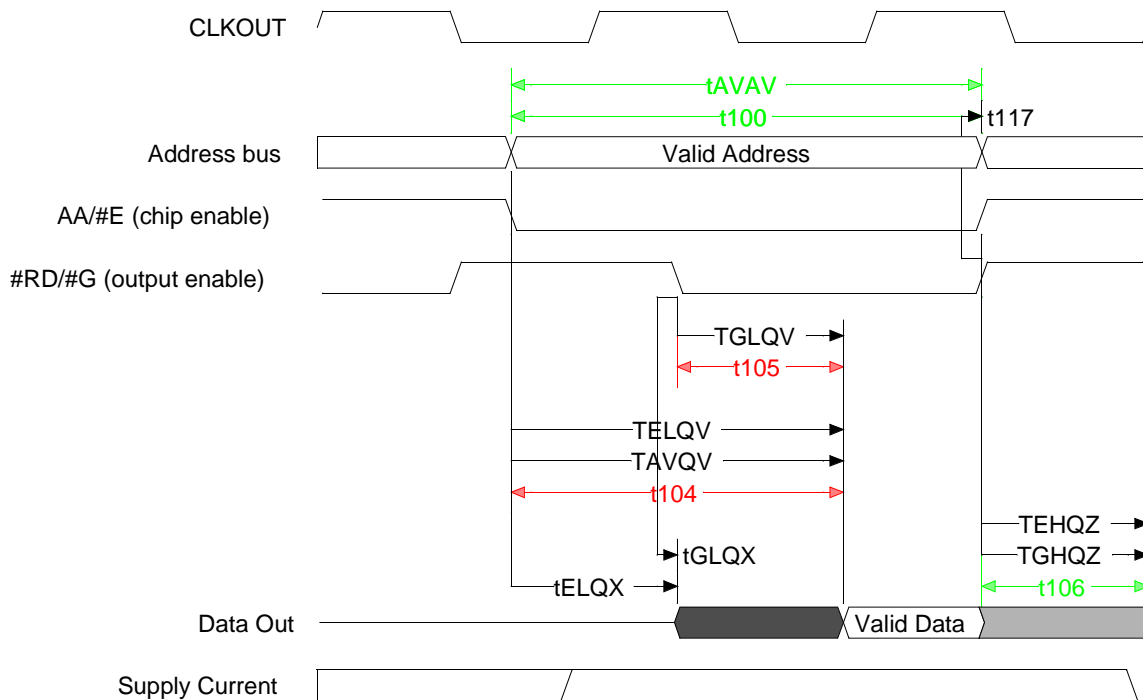 CLKOUT
tAVAV
t100
t117
Address bus
Valid Address
AA/#E (chip enable)
#RD/#G (output enable)
TGLQV
t105
TELQV
TAVQV
t104
TEHQZ
tGLQX
TGHQZ
tELQX
t106
Data Out
Valid Data
Supply Current